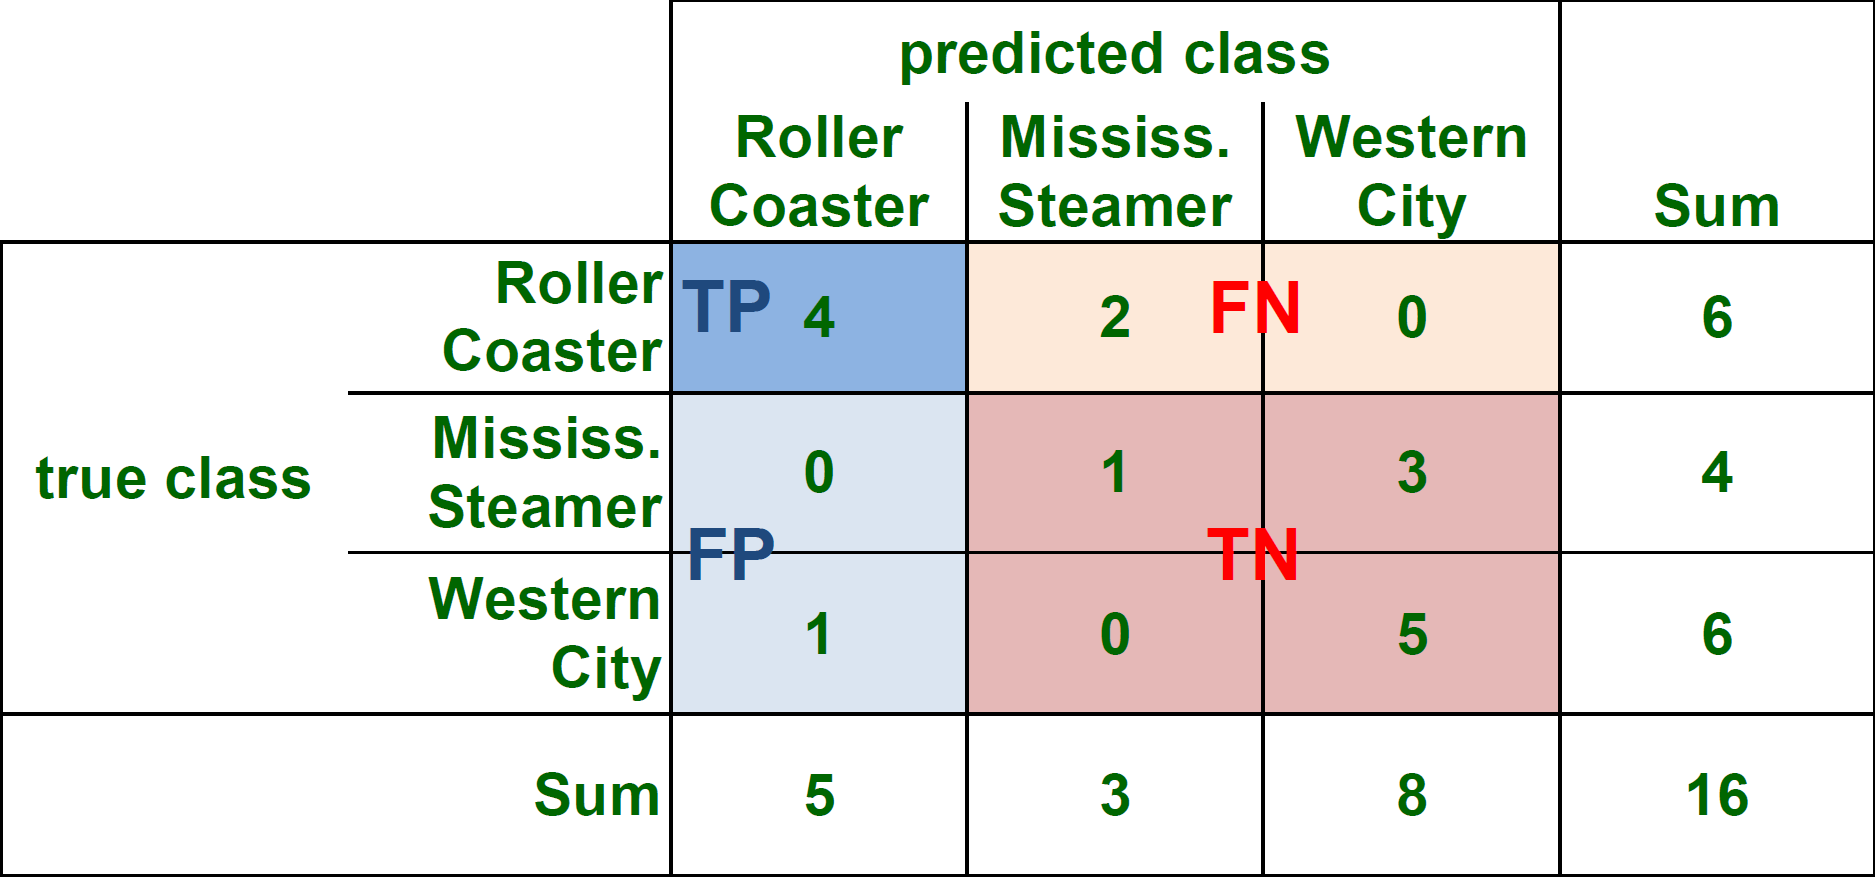 predicted class
Roller Mississ. Western
Coaster Steamer City Sum
Roller
Coaster
TP 4 2 FN 0 6
Mississ.
Steamer
0 1 3 4
true class
FP TN
Western
City
1 0 5 6
Sum 5 3 8 16